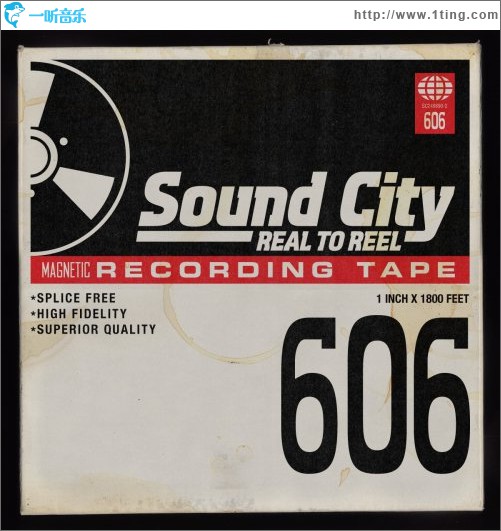 一听音乐
http://www.1ting.com
606
Sound City
REAL TO REEL
MAGNETIC RECORDING TAPE
*SPLICE FREE
*HIGH FIDELITY
*SUPERIOR QUALITY
1 INCH X 1800 FEET
606